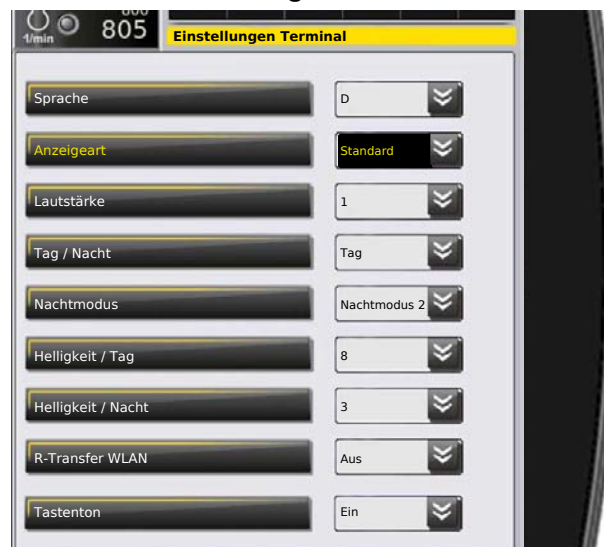 1/min 805
Einstellungen Terminal
Sprache D
Anzeigeart Standard
Lautstärke 1
Tag / Nacht Tag
Nachtmodus Nachtmodus 2
Helligkeit / Tag 8
Helligkeit / Nacht 3
R-Transfer WLAN Aus
Tastenton Ein